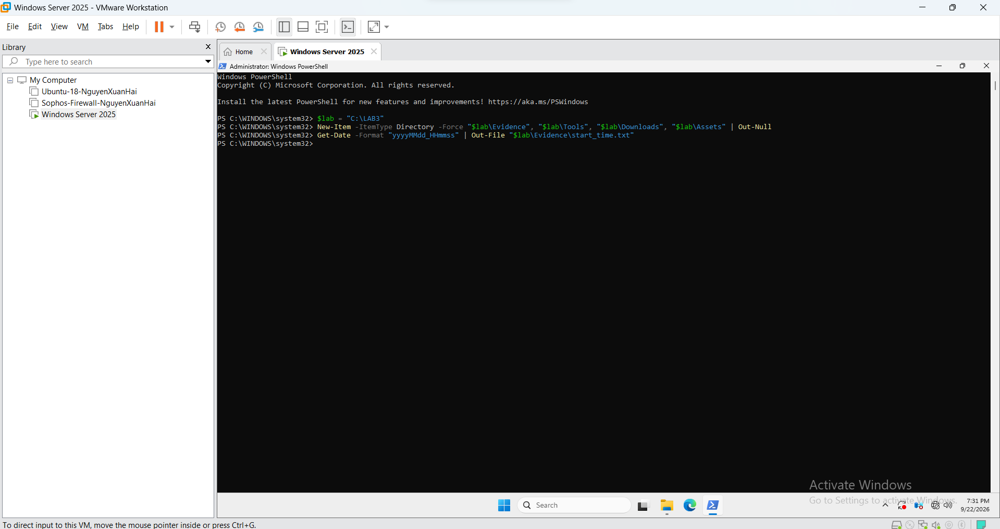 Windows Server 2025 - VMware Workstation
File Edit View VM Tabs Help
Library
Type here to search
My Computer
Ubuntu-18-NguyenXuanHai
Sophos-Firewall-NguyenXuanHai
Windows Server 2025
Home
Windows Server 2025
Administrator: Windows PowerShell
Windows PowerShell
Copyright (C) Microsoft Corporation. All rights reserved.
Install the latest PowerShell for new features and improvements! https://aka.ms/PSWindows
PS C:\WINDOWS\system32> $lab = "C:\LAB3"
PS C:\WINDOWS\system32> New-Item -ItemType Directory -Force "$lab\Evidence", "$lab\Tools", "$lab\Downloads", "$lab\Assets" | Out-Null
PS C:\WINDOWS\system32> Get-Date -Format "yyyyMMdd_HHmmss" | Out-File "$lab\Evidence\start_time.txt"
PS C:\WINDOWS\system32>
Activate Windows
Go to Settings to activate Windows.
Search
7:31 PM
9/22/2026
To direct input to this VM, move the mouse pointer inside or press Ctrl+G.